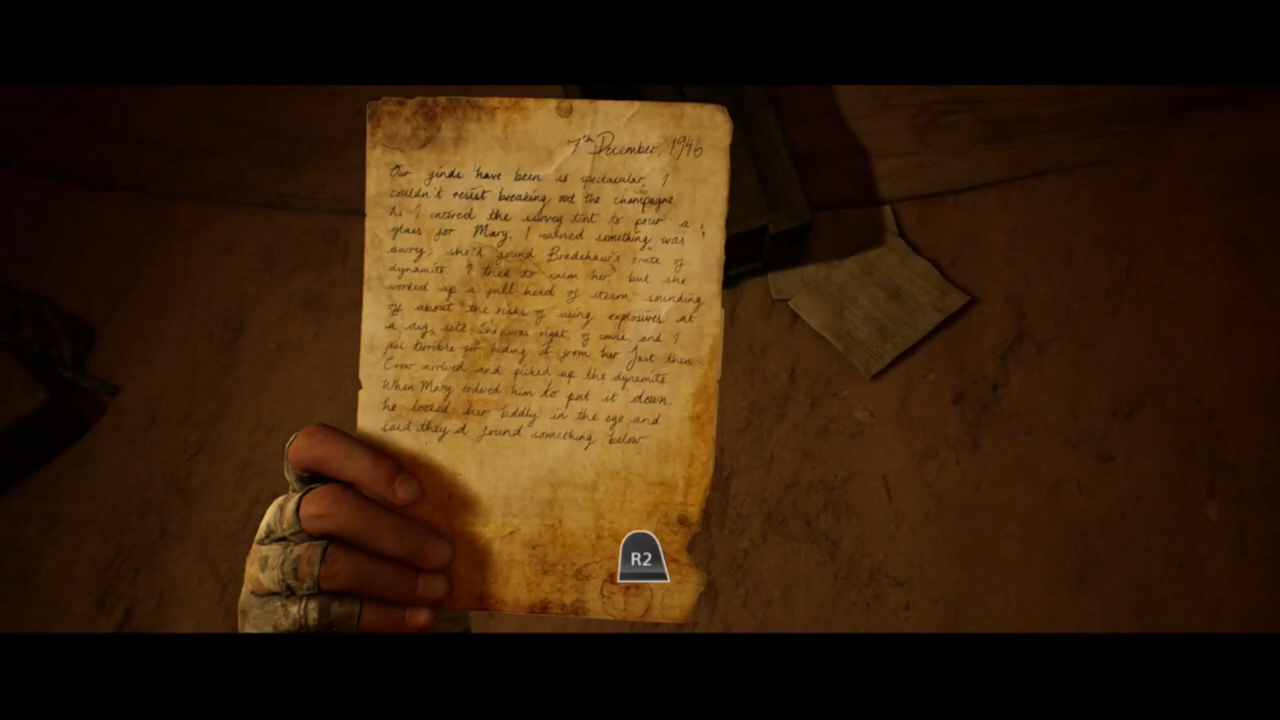 7th December, 1946
Our finds have been so spectacular, I
couldn't resist breaking out the champagne.
As I entered the survey tent to pour a
glass for Mary, I sensed something was
awry; she'd found Bradshaw's crate of
dynamite. I tried to calm her, but she
worked up a full head of steam, sounding
off about the risks of using explosives at
a dig site. She was right, of course, and I
felt terrible for hiding it from her. Just then
Crow arrived and picked up the dynamite.
When Mary ordered him to put it down,
he looked her oddly in the eye and
said they'd found something below
R2